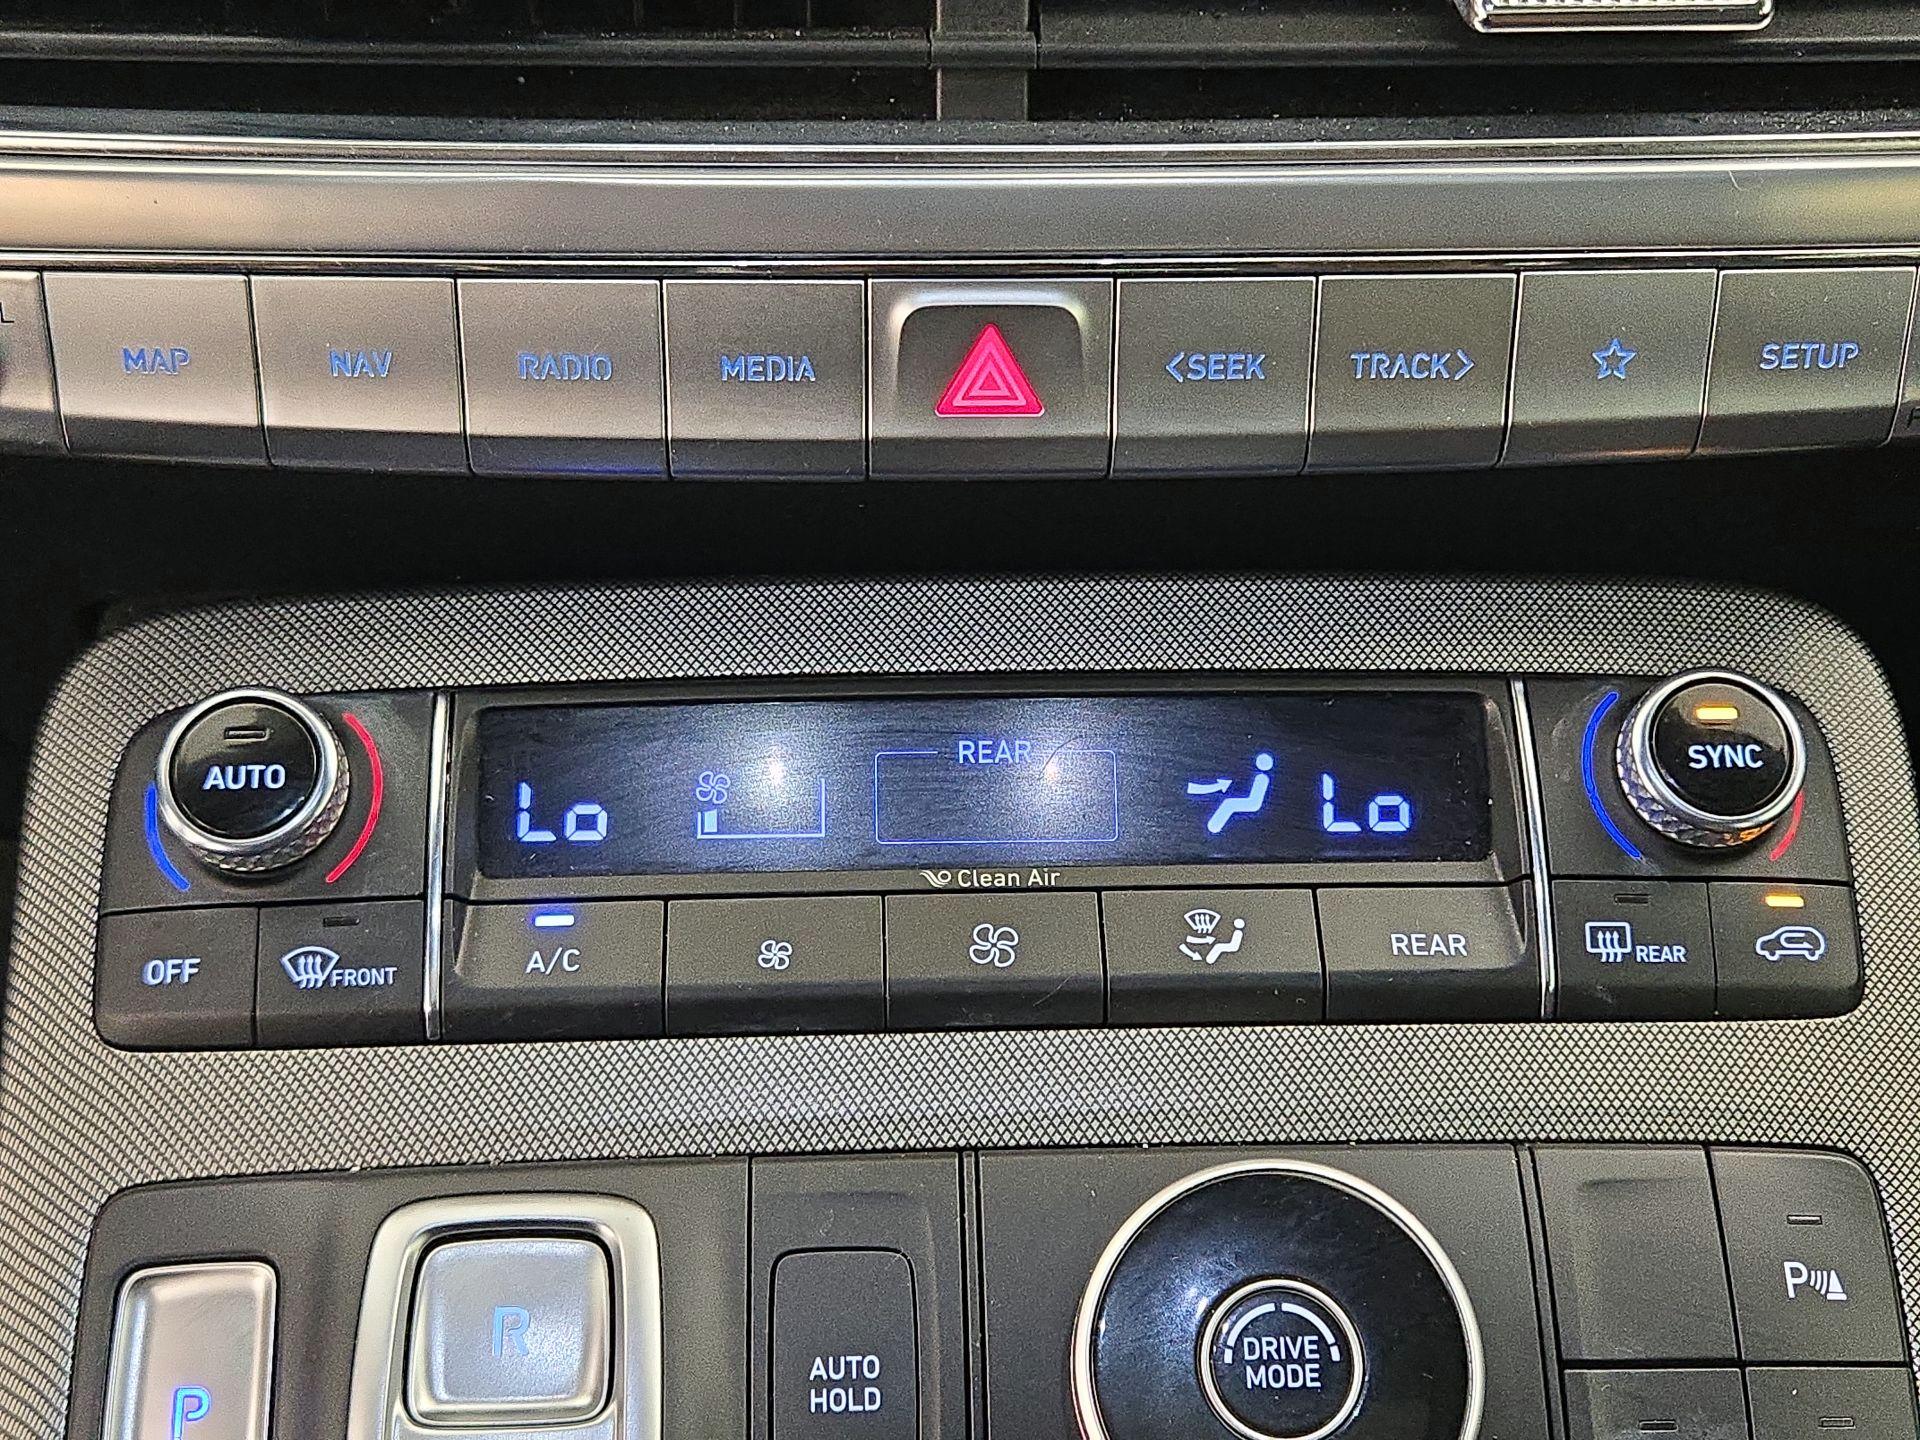 MAP NAV RADIO MEDIA <SEEK TRACK> SETUP
REAR
AUTO SYNC
Lo Lo
Clean Air
OFF FRONT A/C REAR REAR
P R AUTO HOLD DRIVE MODE P